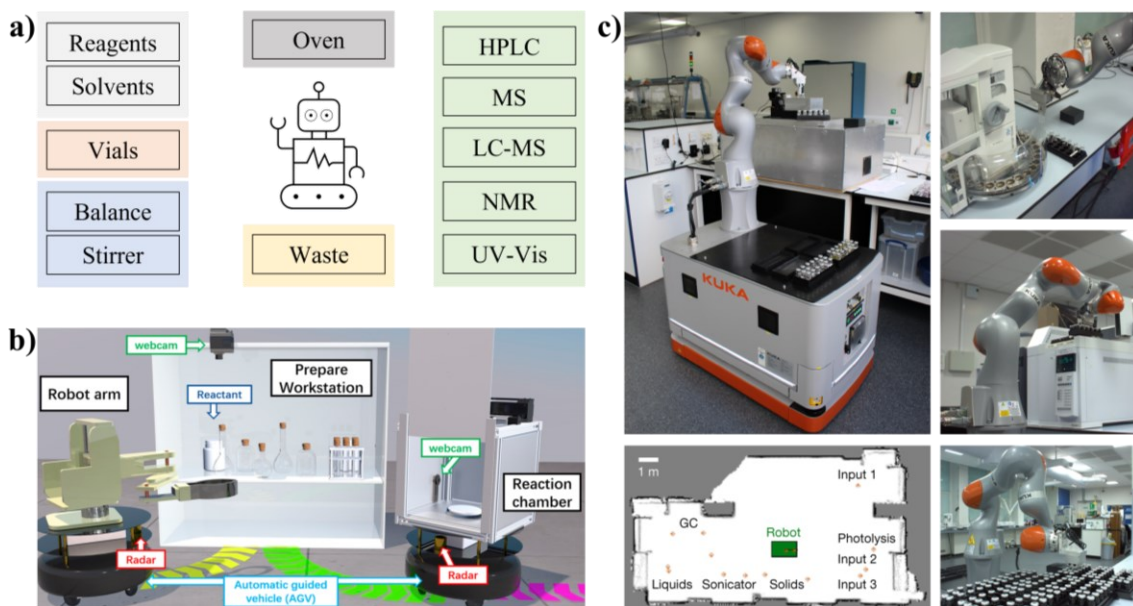 a)
Reagents
Solvents
Vials
Balance
Stirrer
Oven
Waste
HPLC
MS
LC-MS
NMR
UV-Vis
b)
webcam
Prepare
Workstation
Robot arm
Reactant
webcam
Reaction
chamber
Radar
Radar
Automatic guided
vehicle (AGV)
c)
KUKA
1 m
Input 1
GC
Robot
Photolysis
Input 2
Liquids
Sonicator
Solids
Input 3